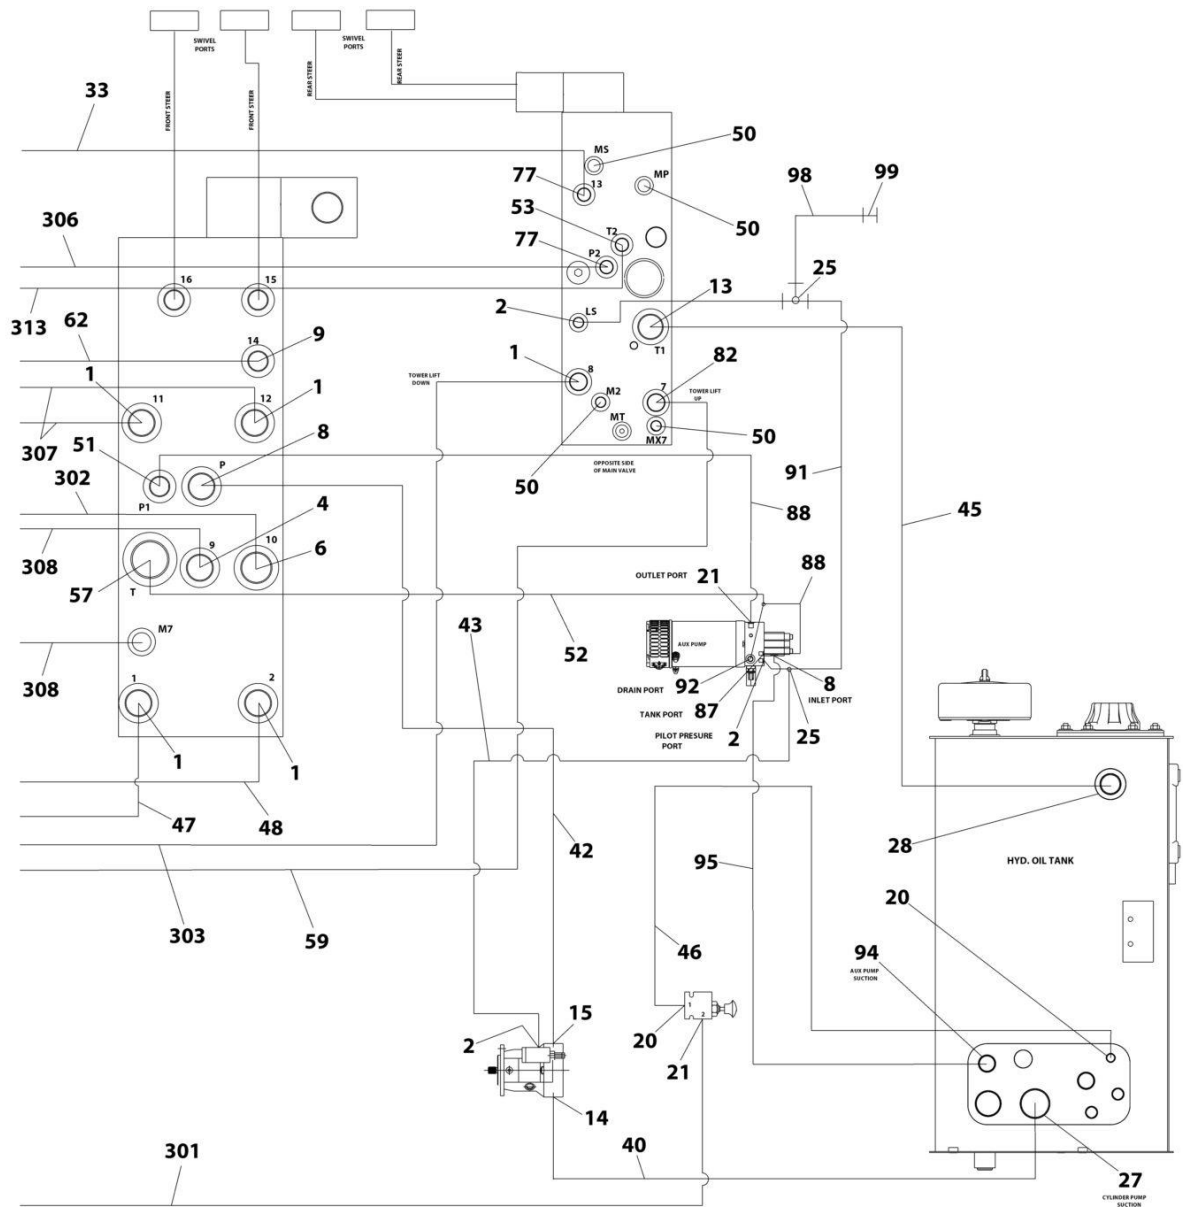 SWIVEL
PORTS
SWIVEL
PORTS
FRONT STEER
FRONT STEER
REAR STEER
REAR STEER
33
MS
50
MP
98
99
77
13
53
50
306
T2
77
P2
25
16
15
2
LS
13
313
62
14
9
T1
1
TOWER LIFT
DOWN
1
8
82
11
12
1
M2
7
TOWER LIFT
UP
MT
51
8
50
307
MX7
P
OPPOSITE SIDE
OF MAIN VALVE
302
50
91
P1
4
88
45
308
9
10
6
57
T
OUTLET PORT
21
88
M7
43
AUX PUMP
52
308
DRAIN PORT
92
8
INLET PORT
1
2
TANK PORT
87
PILOT PRESURE
PORT
2
25
1
1
47
48
42
28
95
HYD. OIL TANK
20
303
59
46
94
AUX PUMP
SUCTION
1
2
15
2
20
21
14
301
40
27
CYLINDER PUMP
SUCTION